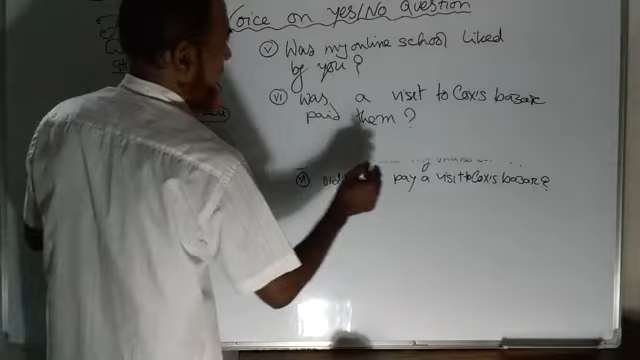 Voice on Yes/No Question
(v) Was my online school liked
by you?
(vi) Was a visit to Cox's bazar
paid them?
(vi) Did pay a visit to Cox's bazar?